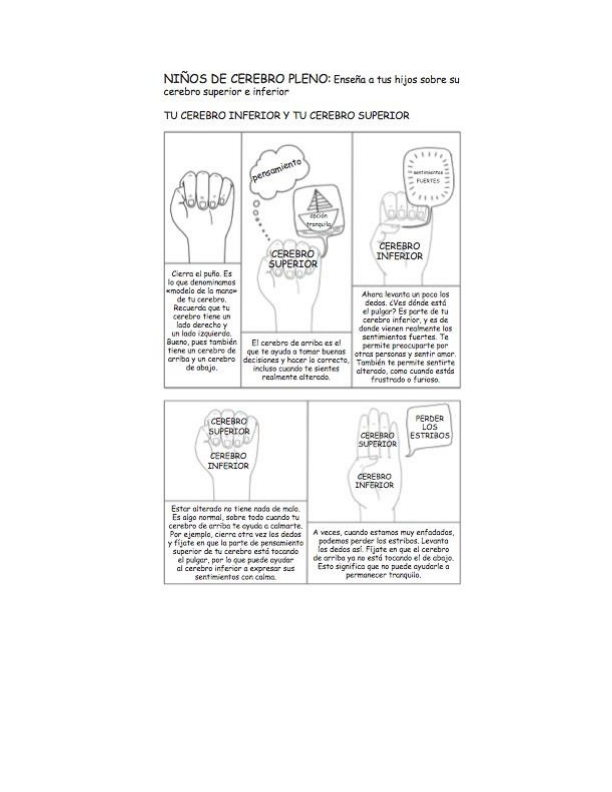 NIÑOS DE CEREBRO PLENO: Enseña a tus hijos sobre su
cerebro superior e inferior
TU CEREBRO INFERIOR Y TU CEREBRO SUPERIOR
Cierra el puño. Es
lo que denominamos
«modelo de la mano»
de tu cerebro.
Recuerda que tu
cerebro tiene un
lado derecho y
un lado izquierdo.
Bueno, pues también
tiene un cerebro de
arriba y un cerebro
de abajo.
pensamiento
opción
tranquila
CEREBRO
SUPERIOR
El cerebro de arriba es el
que te ayuda a tomar buenas
decisiones y hacer lo correcto,
incluso cuando te sientes
realmente alterado.
sentimientos
FUERTES
CEREBRO
INFERIOR
Ahora levanta un poco los
dedos. ¿Ves dónde está
el pulgar? Es parte de tu
cerebro inferior, y es de
donde vienen realmente los
sentimientos fuertes. Te
permite preocuparte por
otras personas y sentir amor.
También te permite sentirte
alterado, como cuando estás
frustrado o furioso.
CEREBRO
SUPERIOR
CEREBRO
INFERIOR
Estar alterado no tiene nada de malo.
Es algo normal, sobre todo cuando tu
cerebro de arriba te ayuda a calmarte.
Por ejemplo, cierra otra vez los dedos
y fíjate en que la parte de pensamiento
superior de tu cerebro está tocando
el pulgar, por lo que puede ayudar
al cerebro inferior a expresar sus
sentimientos con calma.
CEREBRO
SUPERIOR
CEREBRO
INFERIOR
PERDER
LOS
ESTRIBOS
A veces, cuando estamos muy enfadados,
podemos perder los estribos. Levanta
los dedos así. Fíjate en que el cerebro
de arriba ya no está tocando el de abajo.
Esto significa que no puede ayudarle a
permanecer tranquilo.